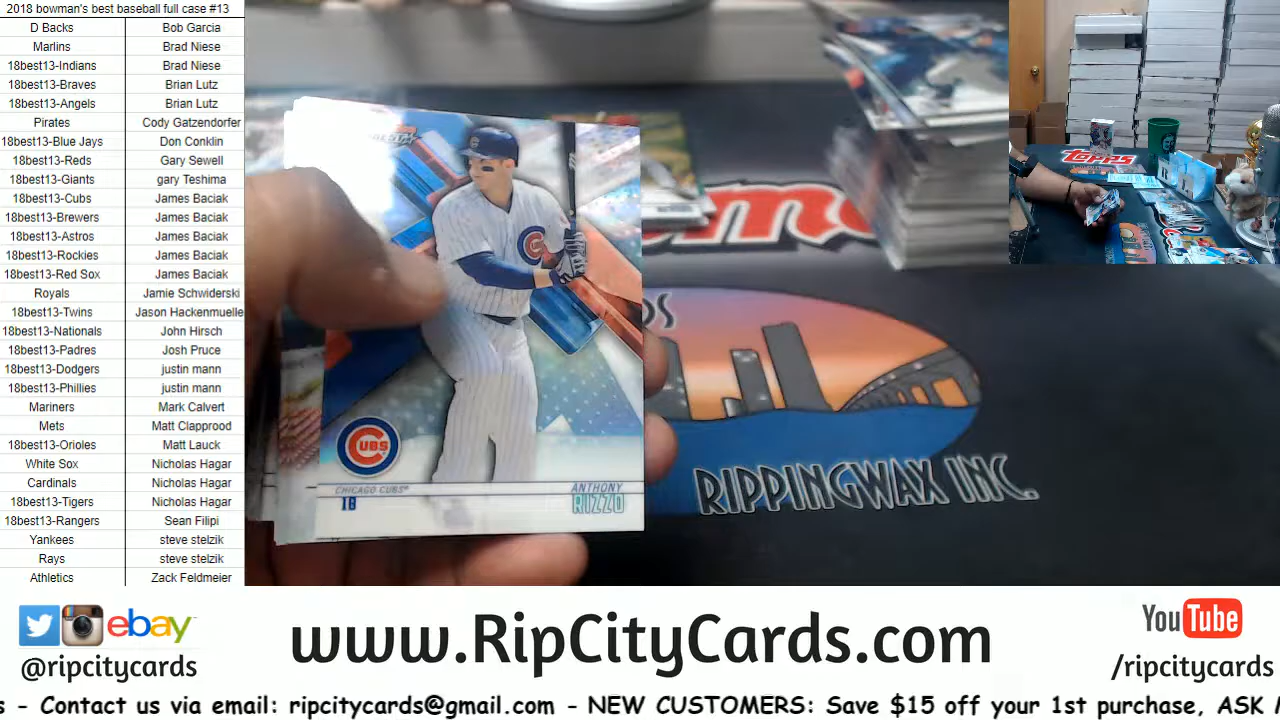 2018 bowman's best baseball full case #13
D Backs Bob Garcia
Marlins Brad Niese
18best13-Indians Brad Niese
18best13-Braves Brian Lutz
18best13-Angels Brian Lutz
Pirates Cody Gatzendorfer
18best13-Blue Jays Don Conklin
18best13-Reds Gary Sewell
18best13-Giants gary Teshima
18best13-Cubs James Baciak
18best13-Brewers James Baciak
18best13-Astros James Baciak
18best13-Rockies James Baciak
18best13-Red Sox James Baciak
Royals Jamie Schwiderski
18best13-Twins Jason Hackenmuelle
18best13-Nationals John Hirsch
18best13-Padres Josh Pruce
18best13-Dodgers justin mann
18best13-Phillies justin mann
Mariners Mark Calvert
Mets Matt Clapprood
18best13-Orioles Matt Lauck
White Sox Nicholas Hagar
Cardinals Nicholas Hagar
18best13-Tigers Nicholas Hagar
18best13-Rangers Sean Filipi
Yankees steve stelzik
Rays steve stelzik
Athletics Zack Feldmeier
CUBS
CHICAGO CUBS
ANTHONY
RIZZO
RIPPINGWAX INC.
Topps
ebay
@ripcitycards
www.RipCityCards.com
YouTube
/ripcitycards
s - Contact us via email: ripcitycards@gmail.com - NEW CUSTOMERS: Save $15 off your 1st purchase, ASK